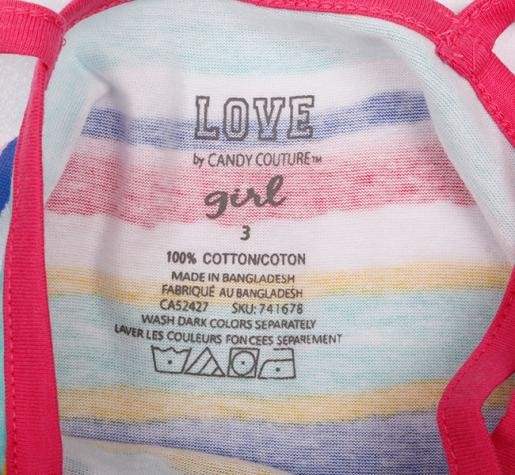 LOVE
by CANDY COUTURE™
girl
3
100% COTTON/COTON
MADE IN BANGLADESH
FABRIQUÉ AU BANGLADESH
CA52427 SKU: 741678
WASH DARK COLORS SEPARATELY
LAVER LES COULEURS FONCEES SEPAREMENT